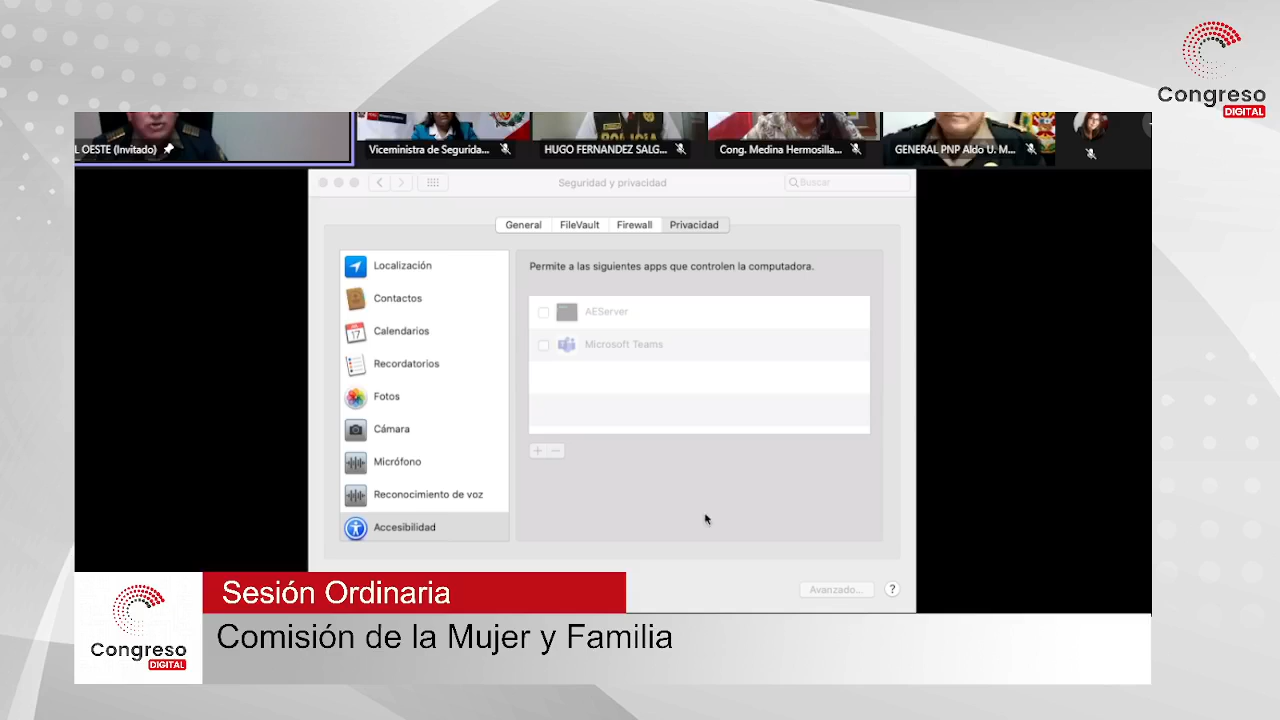 Congreso
DIGITAL
L OESTE (Invitado)
Viceministra de Segurida...
HUGO FERNANDEZ SALG...
Cong. Medina Hermosilla...
GENERAL PNP Aldo U. M...
POLICIA
Seguridad y privacidad
Buscar
General
FileVault
Firewall
Privacidad
Localización
Contactos
Calendarios
Recordatorios
Fotos
Cámara
Micrófono
Reconocimiento de voz
Accesibilidad
Permite a las siguientes apps que controlen la computadora.
AEServer
Microsoft Teams
17
+ −
Avanzado...
?
Sesión Ordinaria
Comisión de la Mujer y Familia
Congreso
DIGITAL